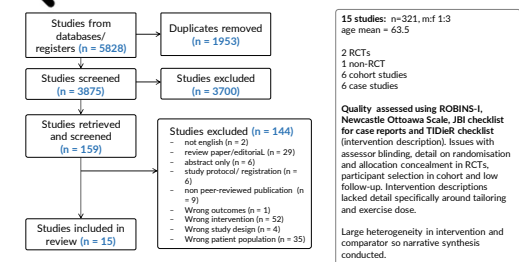 Studies from
databases/
registers (n = 5828)
Duplicates removed
(n = 1953)
Studies screened
(n = 3875)
Studies excluded
(n = 3700)
Studies retrieved
and screened
(n = 159)
Studies excluded (n = 144)
- not english (n = 2)
- review paper/editoriaL (n = 29)
- abstract only (n = 6)
- study protocol/ registration (n =
6)
- non peer-reviewed publication (n
= 9)
- Wrong outcomes (n = 1)
- Wrong intervention (n = 52)
- Wrong study design (n = 4)
- Wrong patient population (n = 35)
Studies included in
review (n = 15)
15 studies: n=321, m:f 1:3
age mean = 63.5
2 RCTs
1 non-RCT
6 cohort studies
6 case studies
Quality assessed using ROBINS-I,
Newcastle Ottoawa Scale, JBI checklist
for case reports and TIDieR checklist
(intervention description). Issues with
assessor blinding, detail on randomisation
and allocation concealment in RCTs,
participant selection in cohort and low
follow-up. Intervention descriptions
lacked detail specifically around tailoring
and exercise dose.
Large heterogeneity in intervention and
comparator so narrative synthesis
conducted.